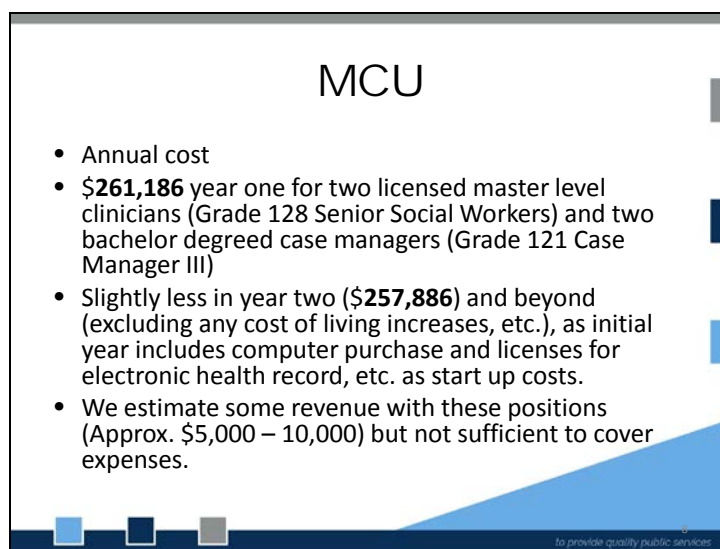 MCU
• Annual cost
• $261,186 year one for two licensed master level
clinicians (Grade 128 Senior Social Workers) and two
bachelor degreed case managers (Grade 121 Case
Manager III)
• Slightly less in year two ($257,886) and beyond
(excluding any cost of living increases, etc.), as initial
year includes computer purchase and licenses for
electronic health record, etc. as start up costs.
• We estimate some revenue with these positions
(Approx. $5,000 – 10,000) but not sufficient to cover
expenses.
to provide quality public services